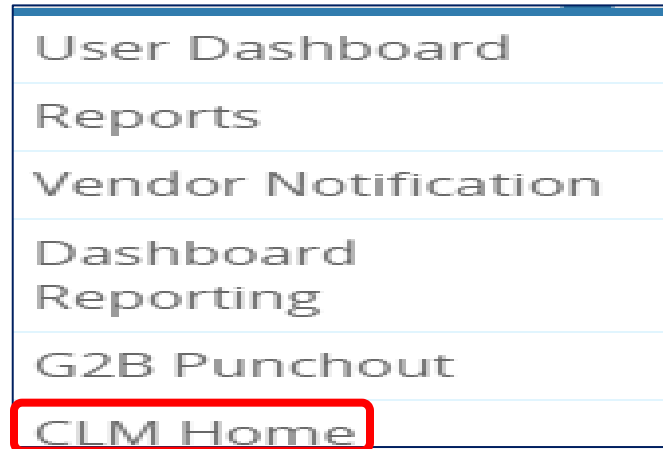 User Dashboard
Reports
Vendor Notification
Dashboard
Reporting
G2B Punchout
CLM Home